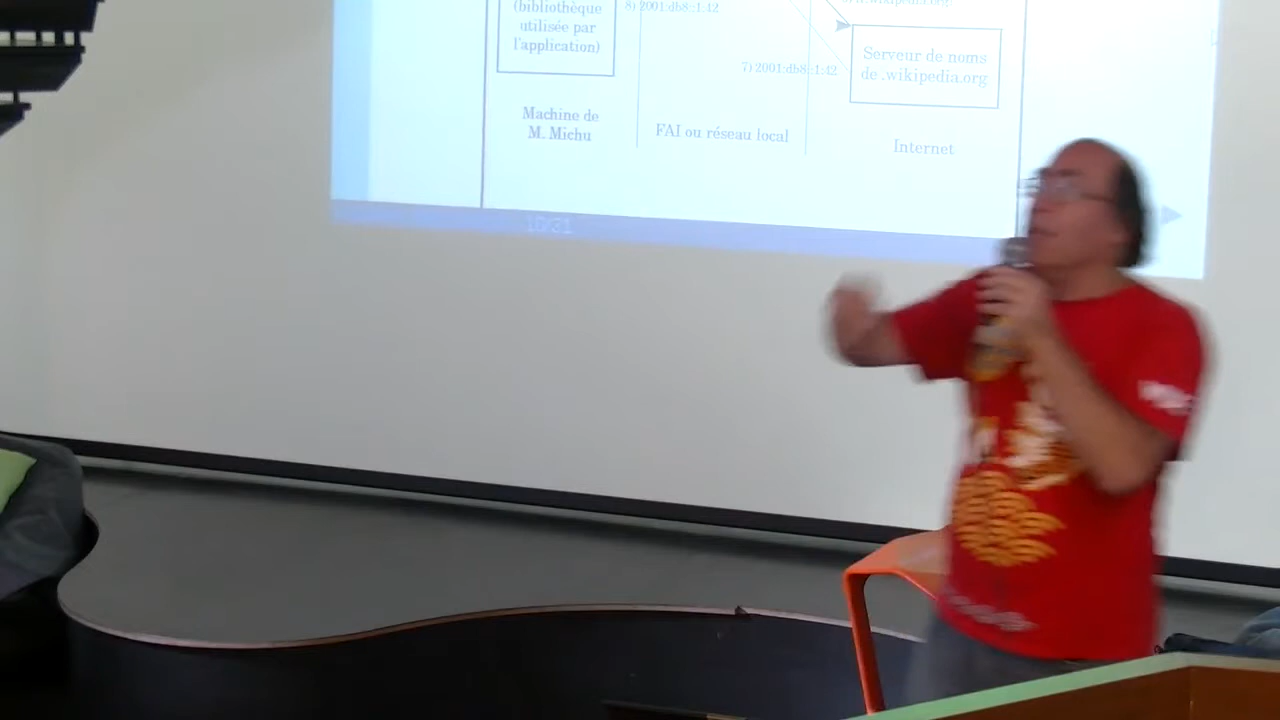 (bibliothèque
utilisée par
l'application)
8) 2001:db8::1:42
7) 2001:db8::1:42
Serveur de noms
de .wikipedia.org
Machine de
M. Michu
FAI ou réseau local
Internet